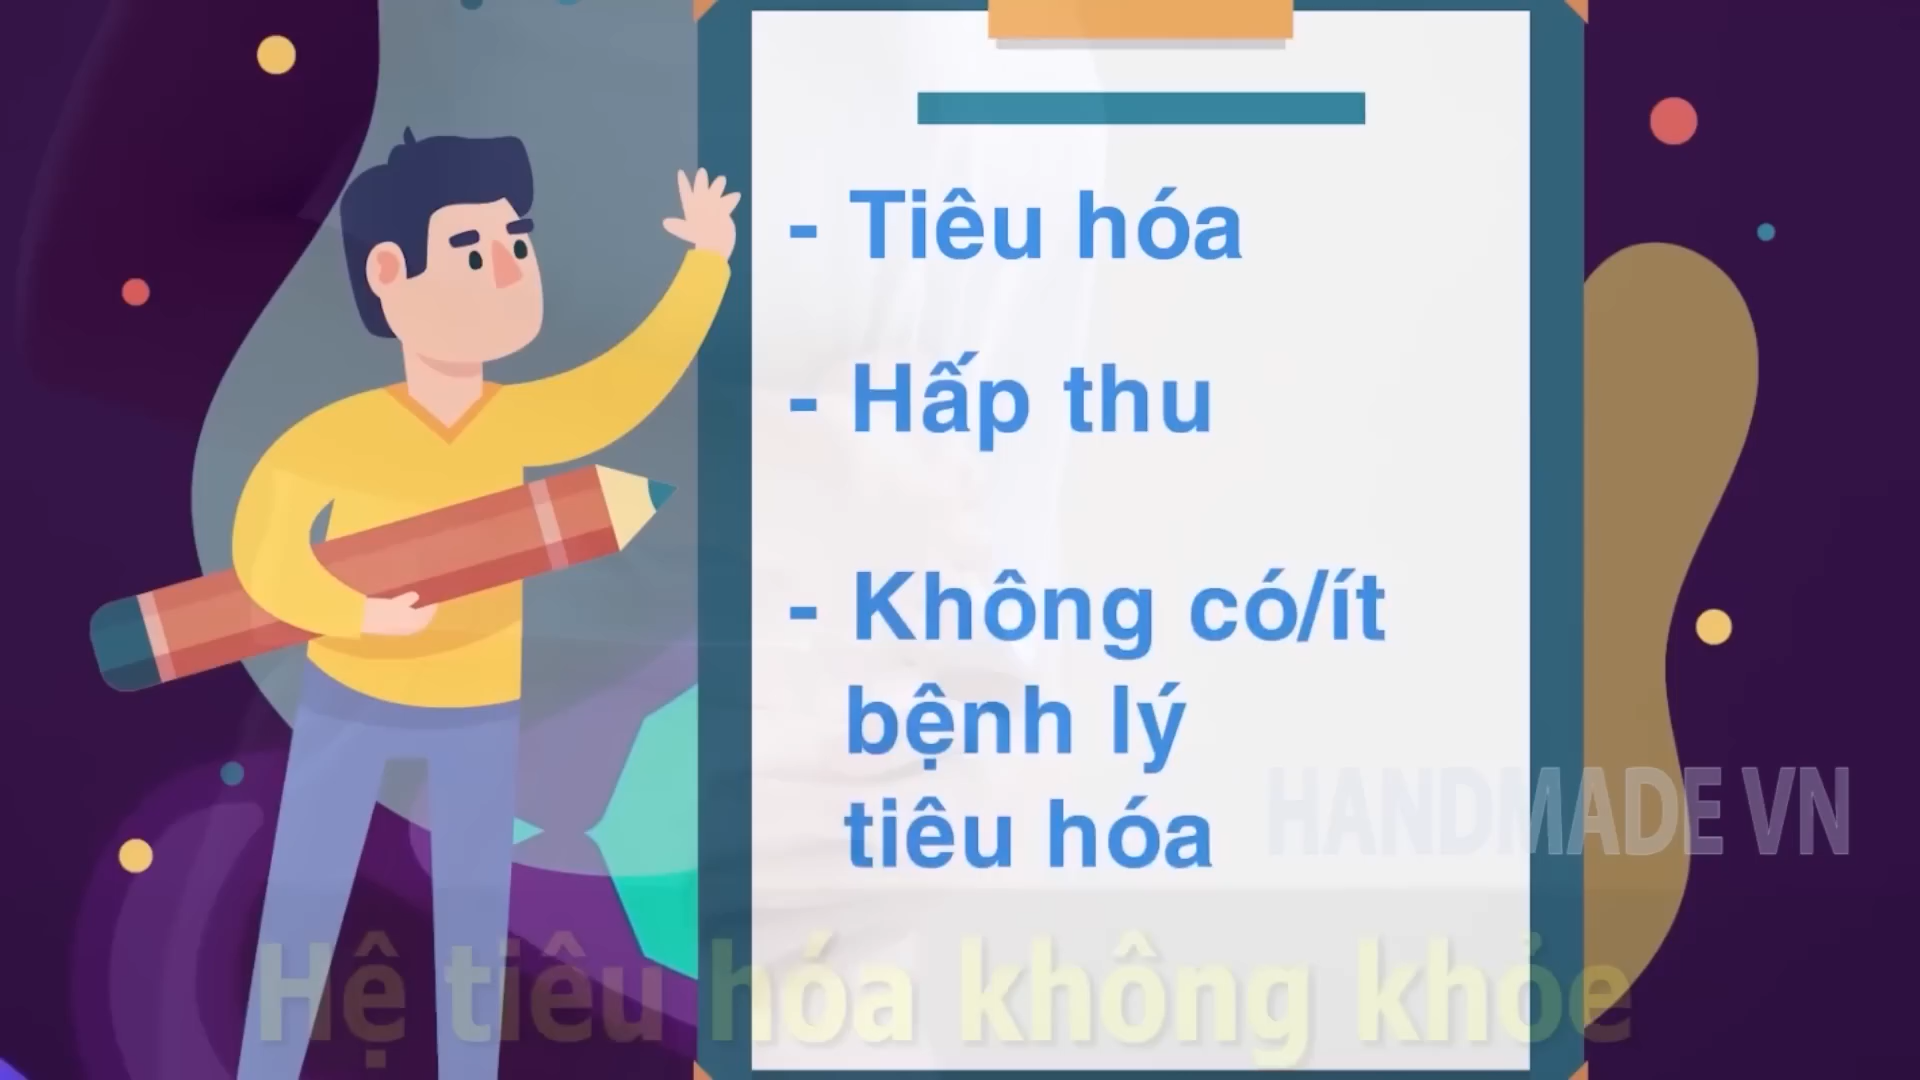 - Tiêu hóa
- Hấp thu
- Không có/ít
bệnh lý
tiêu hóa
HANDMADE VN
Hệ tiêu hóa không khỏe